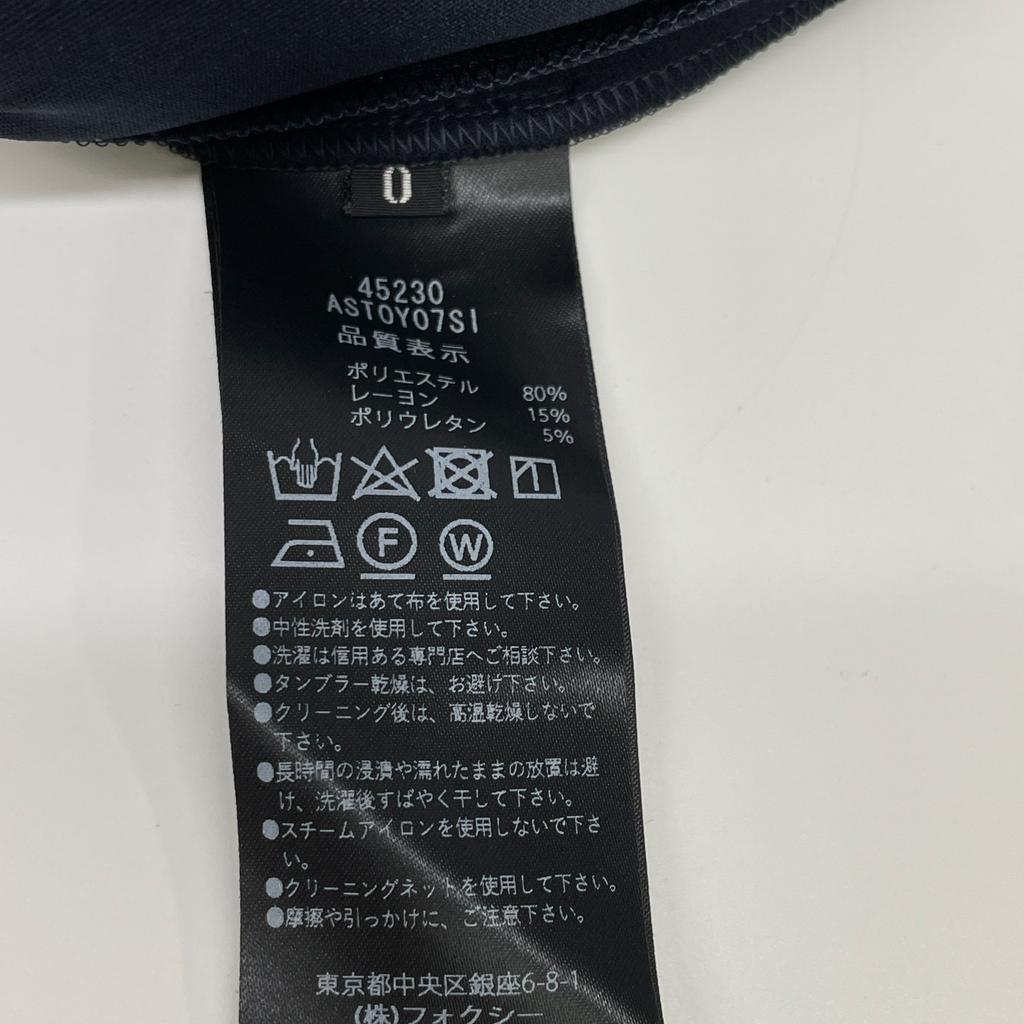 0
45230
AST0Y07SI
品質表示
ポリエステル 80%
レーヨン 15%
ポリウレタン 5%
F W
●アイロンはあて布を使用して下さい。
●中性洗剤を使用して下さい。
●洗濯は信用ある専門店へご相談下さい。
●タンブラー乾燥は、お避け下さい。
●クリーニング後は、高温乾燥しないで
下さい。
●長時間の浸漬や濡れたままの放置は避
け、洗濯後すばやく干して下さい。
●スチームアイロンを使用しないで下さ
い。
●クリーニングネットを使用して下さい。
●摩擦や引っかけに、ご注意下さい。
東京都中央区銀座6-8-1
(株)フォクシー